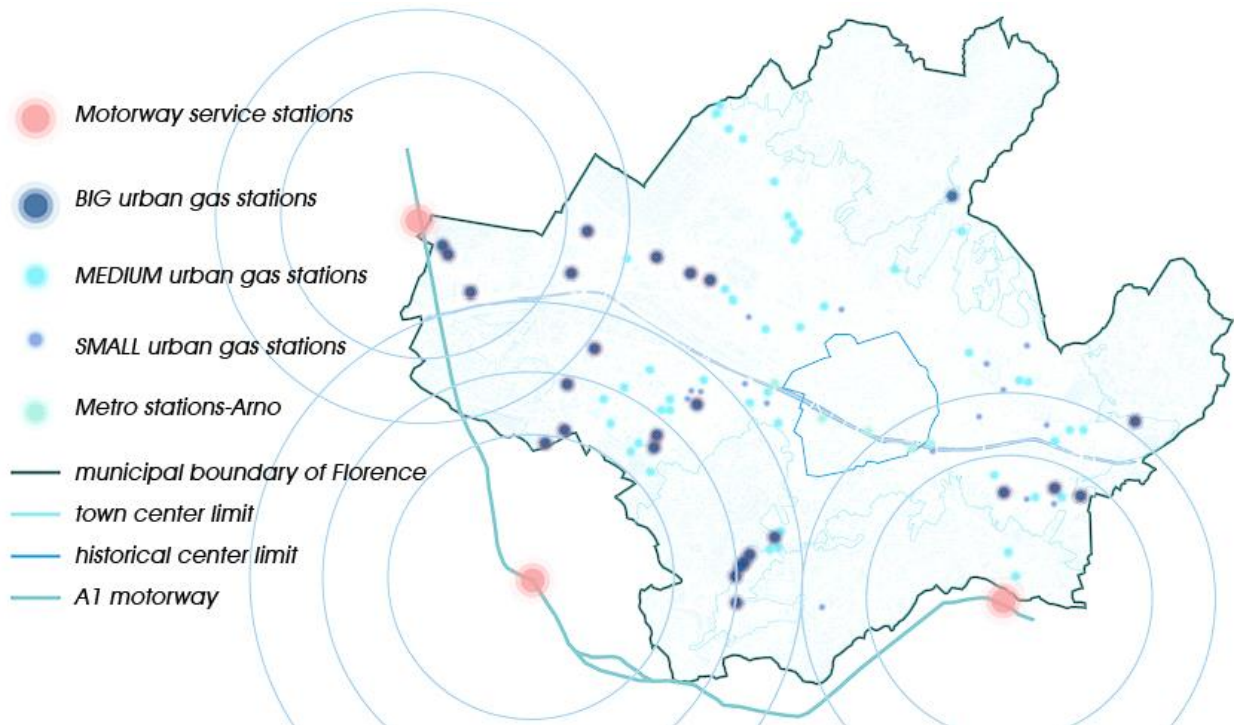 Motorway service stations
BIG urban gas stations
MEDIUM urban gas stations
SMALL urban gas stations
Metro stations-Arno
municipal boundary of Florence
town center limit
historical center limit
A1 motorway